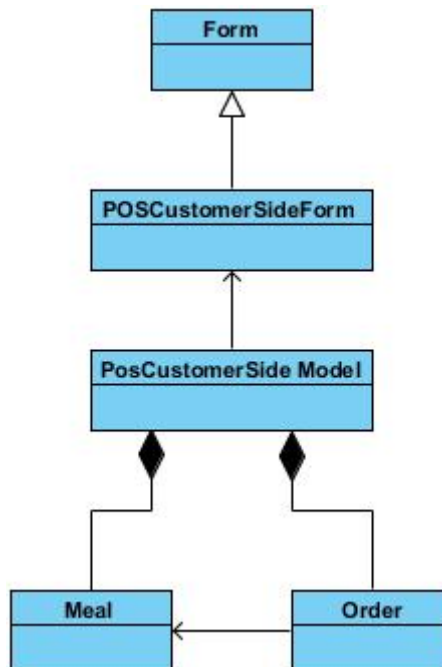 Form
POSCustomerSideForm
PosCustomerSide Model
Meal
Order